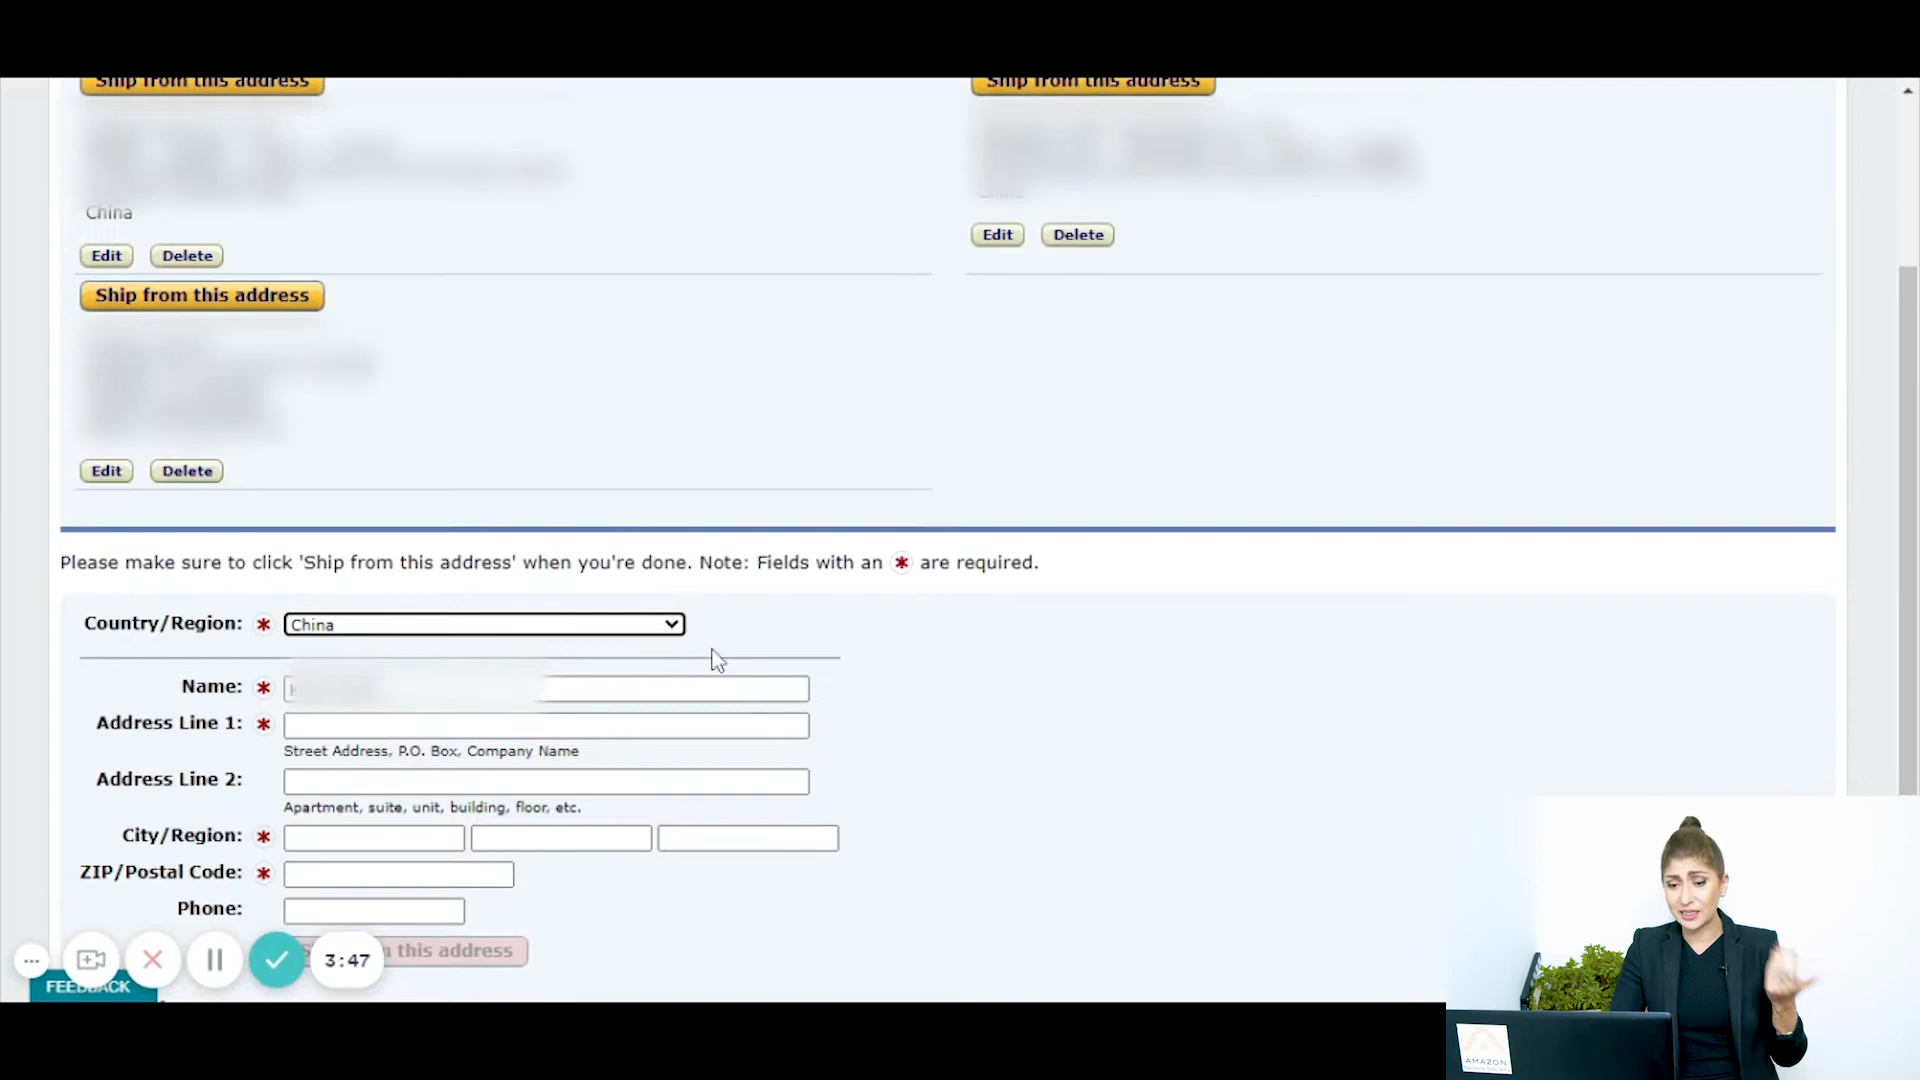 Ship from this address
Ship from this address
China
Edit
Delete
Edit
Delete
Ship from this address
Edit
Delete
Please make sure to click 'Ship from this address' when you're done. Note: Fields with an * are required.
Country/Region: * China
Name: *
Address Line 1: *
Street Address, P.O. Box, Company Name
Address Line 2:
Apartment, suite, unit, building, floor, etc.
City/Region: *
ZIP/Postal Code: *
Phone:
this address
3:47
FEEDBACK
AMAZON